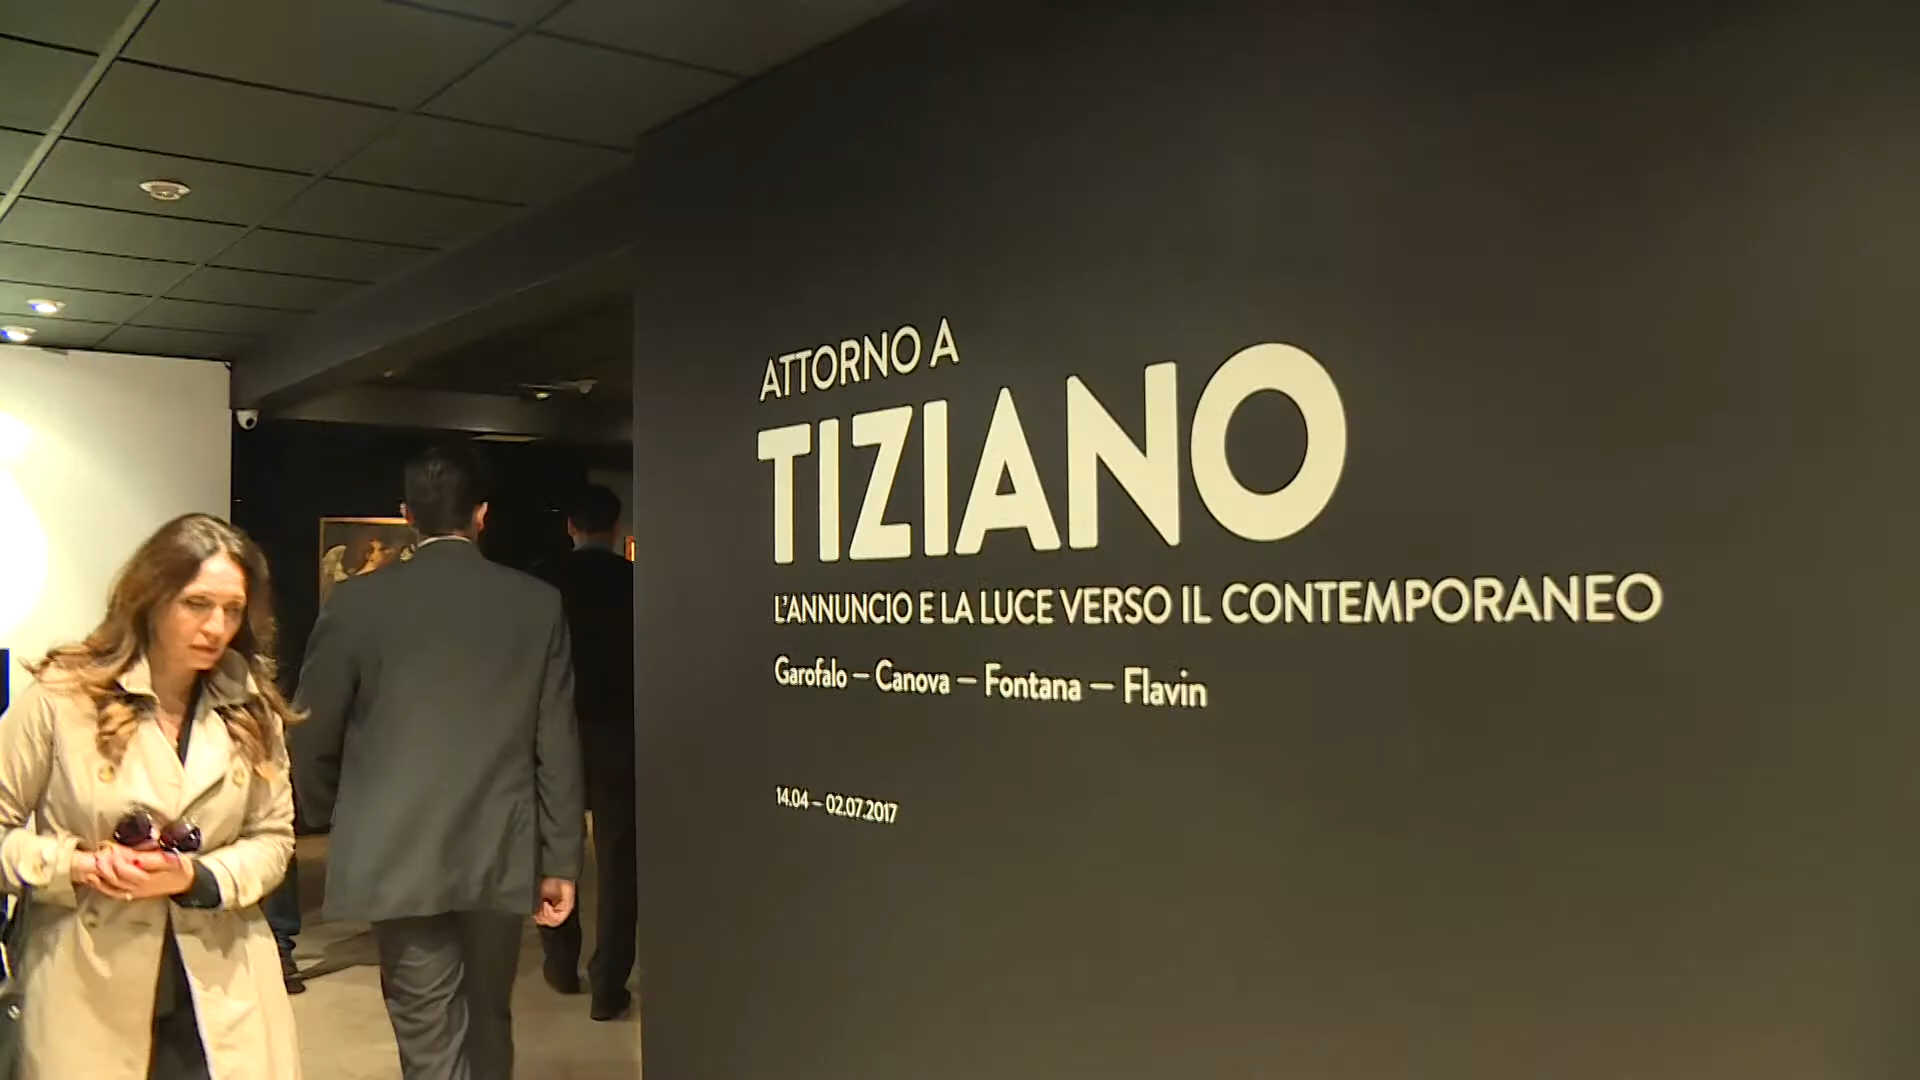 ATTORNO A
TIZIANO
L'ANNUNCIO E LA LUCE VERSO IL CONTEMPORANEO
Garofalo — Canova — Fontana — Flavin
14.04 – 02.07.2017